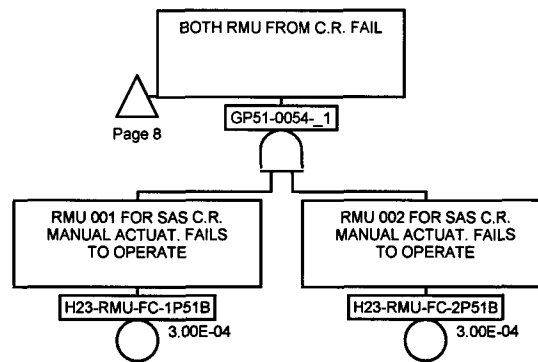 BOTH RMU FROM C.R. FAIL
Page 8
GP51-0054-_1
RMU 001 FOR SAS C.R.
MANUAL ACTUAT. FAILS
TO OPERATE
RMU 002 FOR SAS C.R.
MANUAL ACTUAT. FAILS
TO OPERATE
H23-RMU-FC-1P51B
H23-RMU-FC-2P51B
3.00E-04
3.00E-04